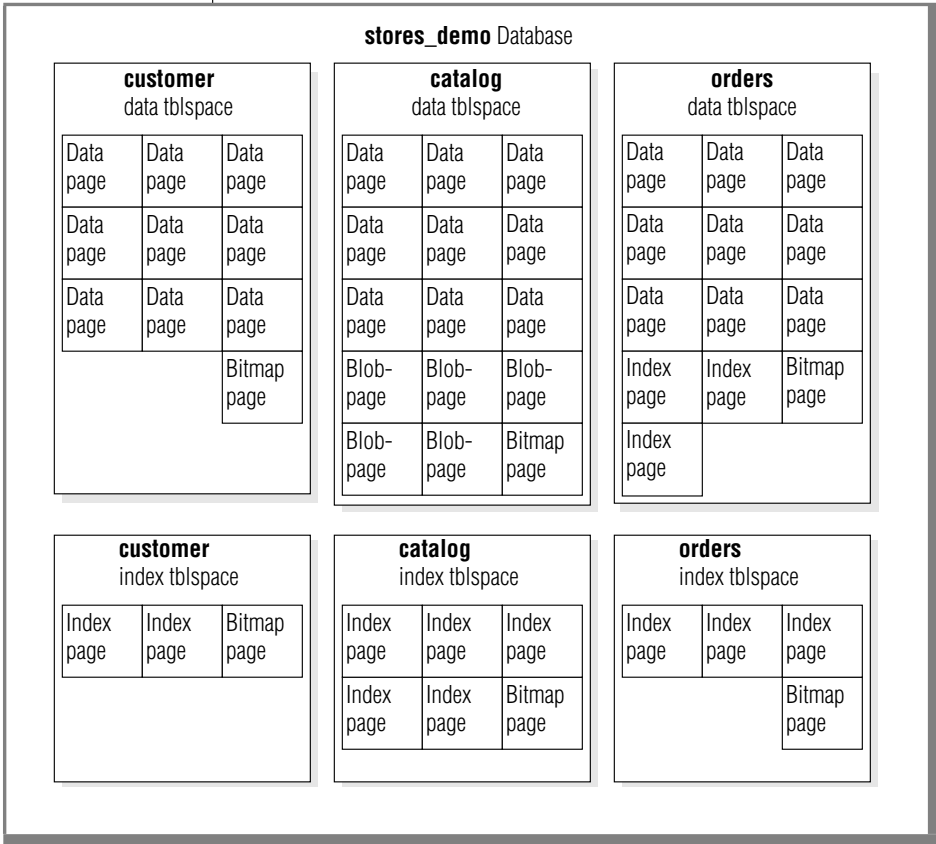 stores_demo Database
customer
data tblspace
Data page Data page Data page
Data page Data page Data page
Data page Data page Data page
Bitmap page
catalog
data tblspace
Data page Data page Data page
Data page Data page Data page
Data page Data page Data page
Blob-page Blob-page Blob-page
Blob-page Blob-page Bitmap page
orders
data tblspace
Data page Data page Data page
Data page Data page Data page
Data page Data page Data page
Index page Index page Bitmap page
Index page
customer
index tblspace
Index page Index page Bitmap page
catalog
index tblspace
Index page Index page Index page
Index page Index page Bitmap page
orders
index tblspace
Index page Index page Index page
Bitmap page